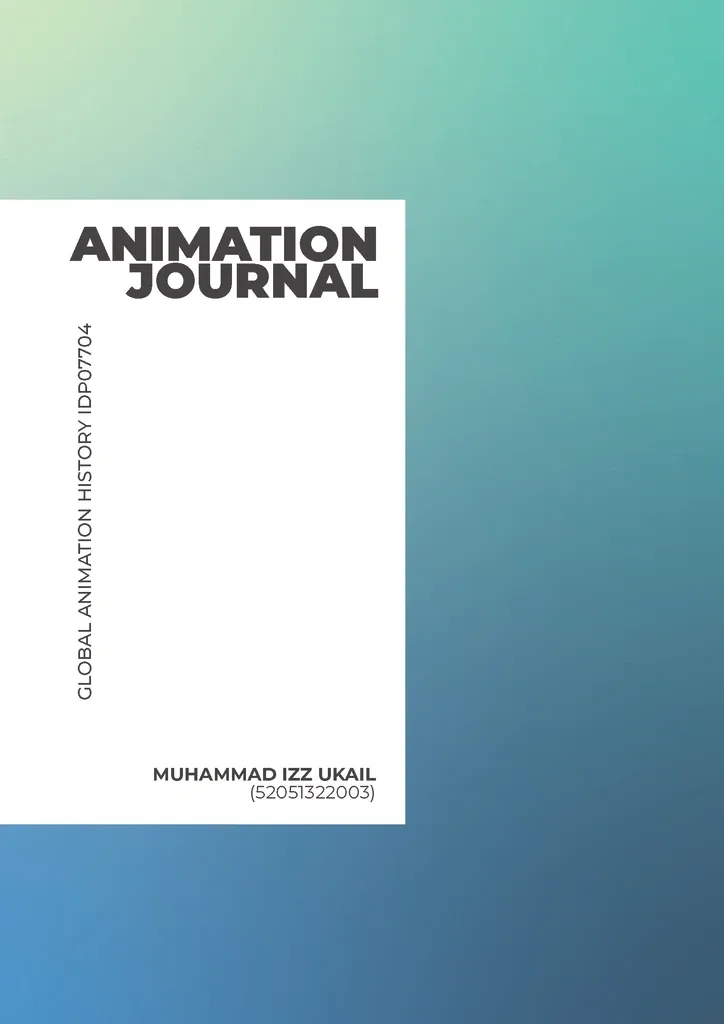 ANIMATION
JOURNAL
GLOBAL ANIMATION HISTORY IDP07704
MUHAMMAD IZZ UKAIL
(52051322003)